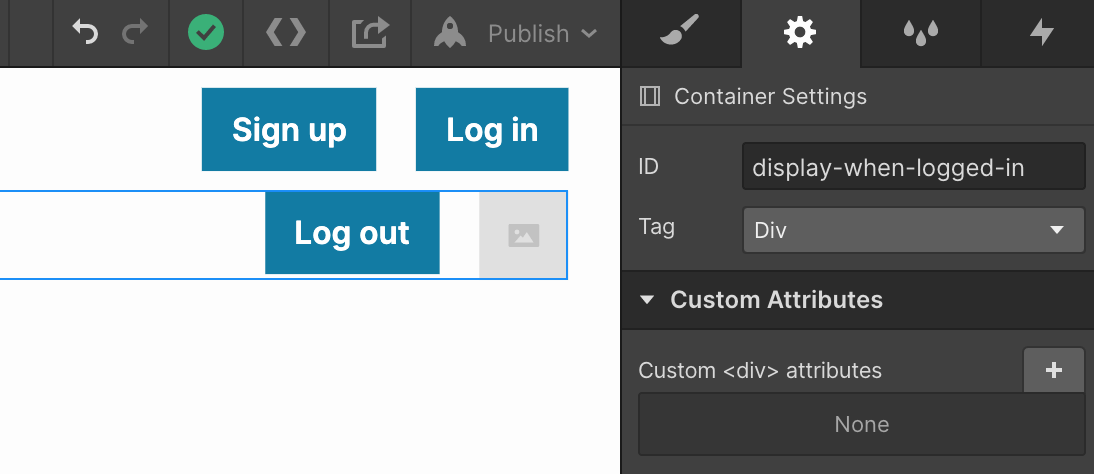 Publish
Sign up
Log in
Log out
Container Settings
ID
display-when-logged-in
Tag
Div
Custom Attributes
Custom <div> attributes
+
None